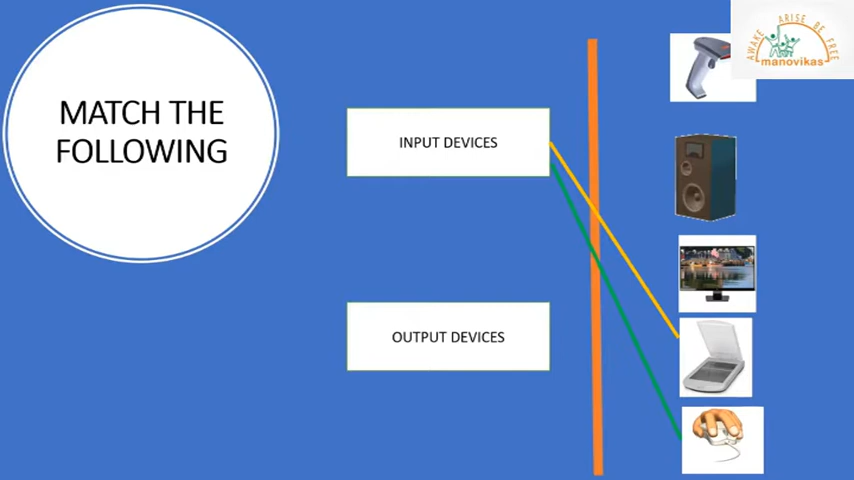 MATCH THE
FOLLOWING
INPUT DEVICES
OUTPUT DEVICES
AWAKE ARISE BE FREE
manovikas